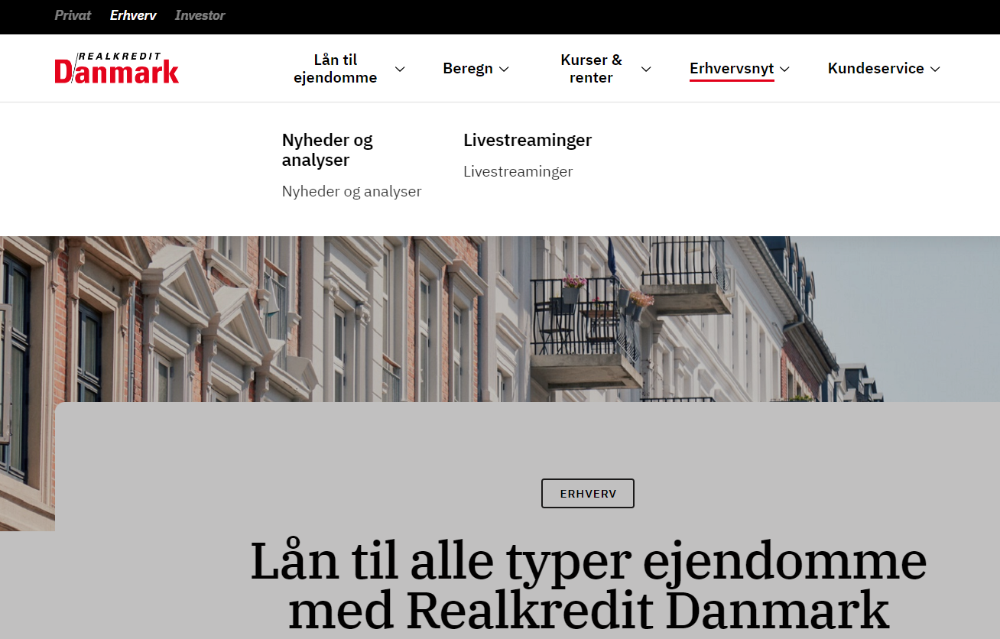 Privat Erhverv Investor
REALKREDIT
Danmark
Lån til
ejendomme
Beregn
Kurser &
renter
Erhvervsnyt
Kundeservice
Nyheder og
analyser
Nyheder og analyser
Livestreaminger
Livestreaminger
ERHVERV
Lån til alle typer ejendomme
med Realkredit Danmark